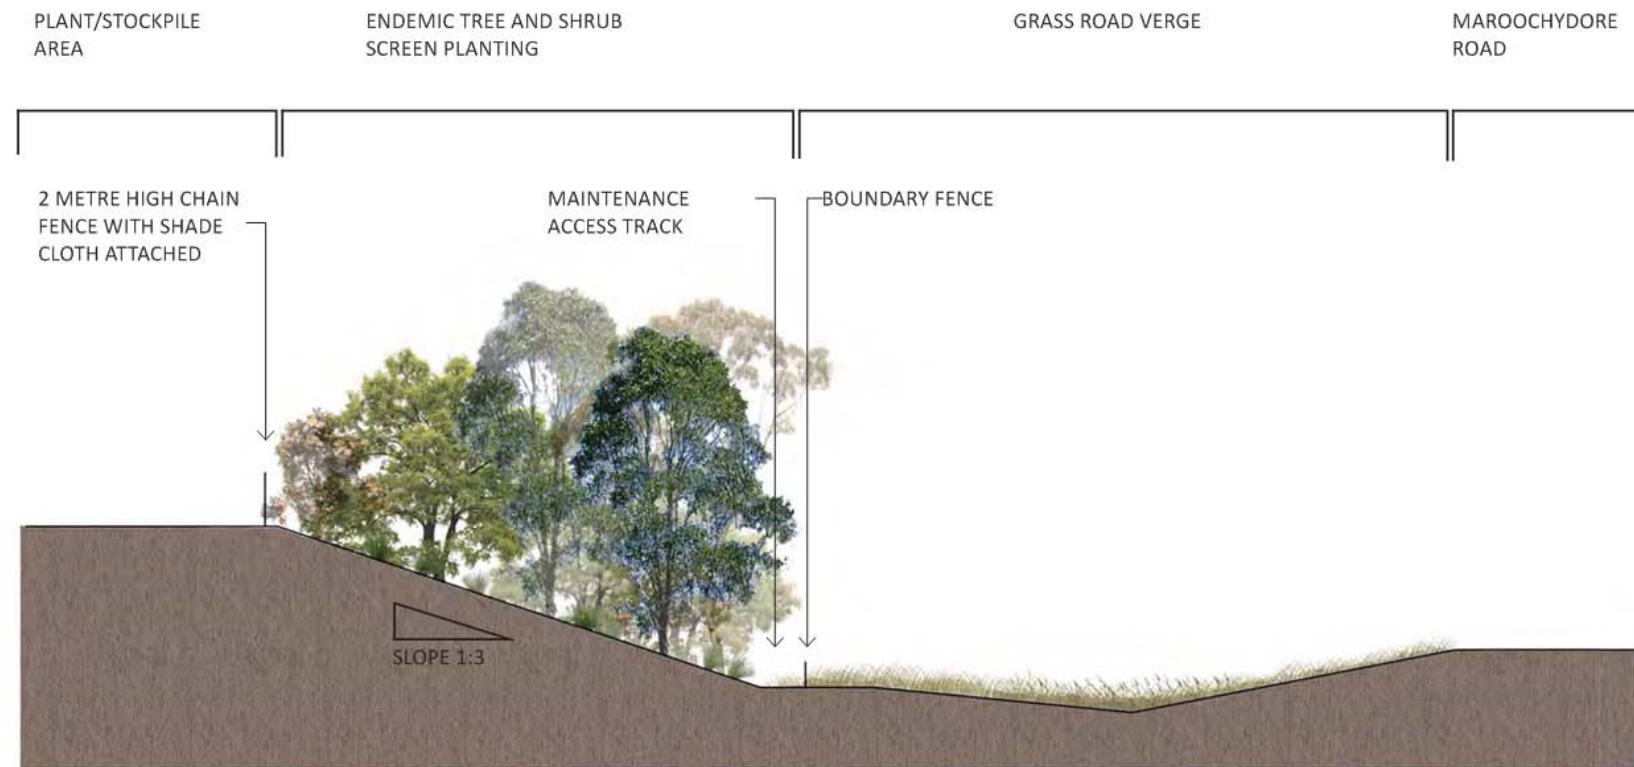 PLANT/STOCKPILE
AREA
ENDEMIC TREE AND SHRUB
SCREEN PLANTING
GRASS ROAD VERGE
MAROOCHYDORE
ROAD
2 METRE HIGH CHAIN
FENCE WITH SHADE
CLOTH ATTACHED
MAINTENANCE
ACCESS TRACK
BOUNDARY FENCE
SLOPE 1:3